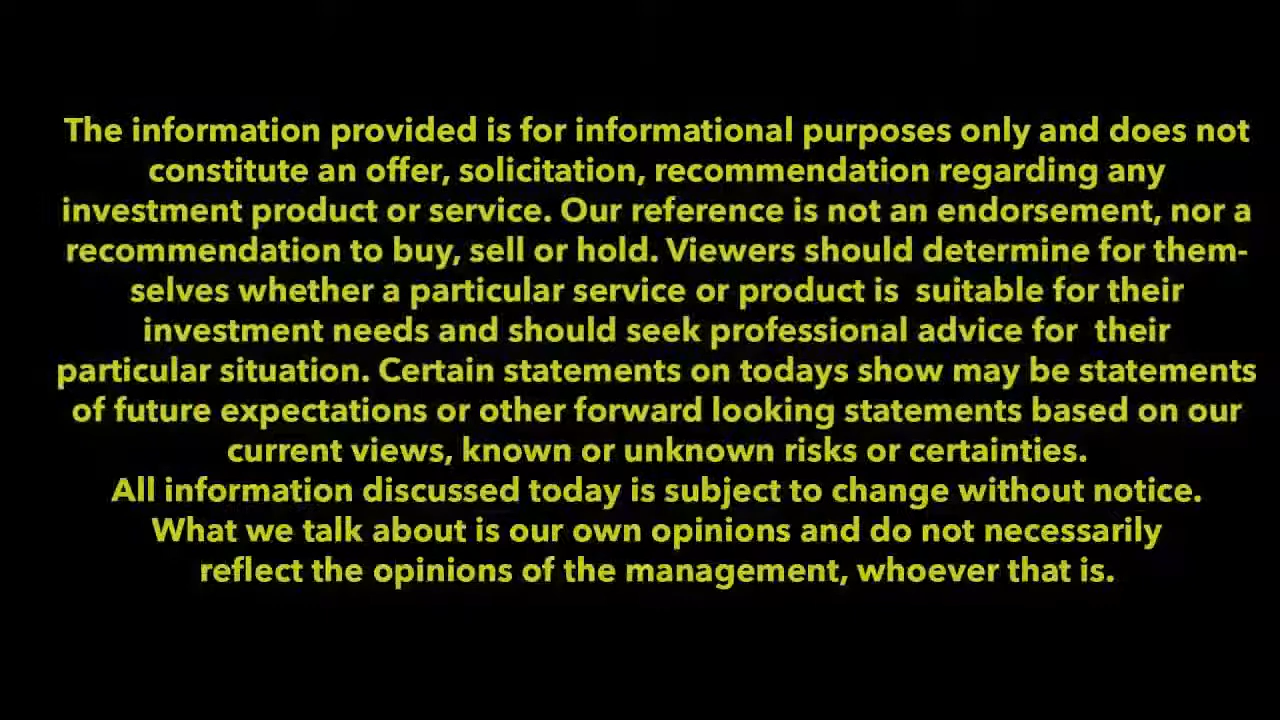 The information provided is for informational purposes only and does not
constitute an offer, solicitation, recommendation regarding any
investment product or service. Our reference is not an endorsement, nor a
recommendation to buy, sell or hold. Viewers should determine for them-
selves whether a particular service or product is  suitable for their
investment needs and should seek professional advice for  their
particular situation. Certain statements on todays show may be statements
of future expectations or other forward looking statements based on our
current views, known or unknown risks or certainties.
All information discussed today is subject to change without notice.
What we talk about is our own opinions and do not necessarily
reflect the opinions of the management, whoever that is.